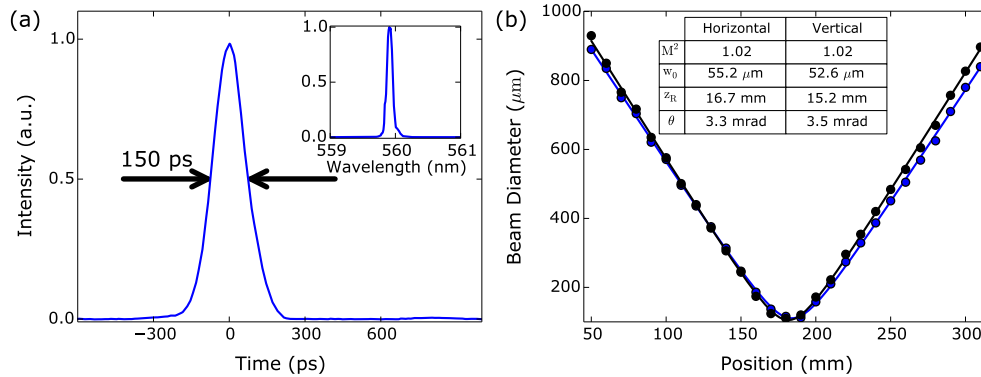 (a)
1.0
0.5
0.0
Intensity (a.u.)
150 ps
−300
0
300
600
Time (ps)
1.0
0.5
0.0
559
560
561
Wavelength (nm)
(b)
1000
800
600
400
200
Beam Diameter (μm)
Horizontal Vertical
M² 1.02 1.02
w₀ 55.2 μm 52.6 μm
z_R 16.7 mm 15.2 mm
θ 3.3 mrad 3.5 mrad
50
100
150
200
250
300
Position (mm)